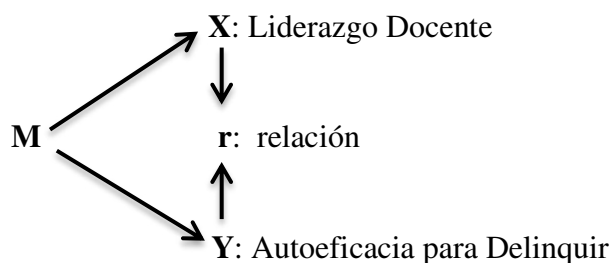 X: Liderazgo Docente
M
r: relación
Y: Autoeficacia para Delinquir